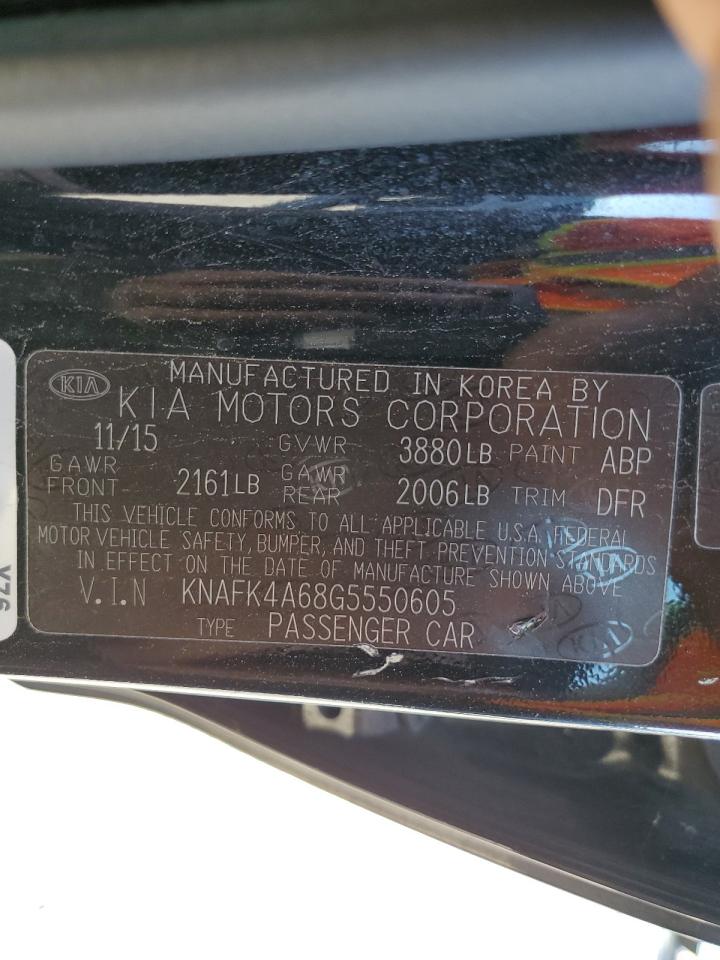 KIA
MANUFACTURED IN KOREA BY
KIA MOTORS CORPORATION
11/15 GVWR 3880LB PAINT ABP
GAWR FRONT 2161LB GAWR REAR 2006LB TRIM DFR
THIS VEHICLE CONFORMS TO ALL APPLICABLE U.S.A. FEDERAL
MOTOR VEHICLE SAFETY, BUMPER, AND THEFT PREVENTION STANDARDS
IN EFFECT ON THE DATE OF MANUFACTURE SHOWN ABOVE
V.I.N KNAFK4A68G5550605
TYPE PASSENGER CAR
KIA
KIA